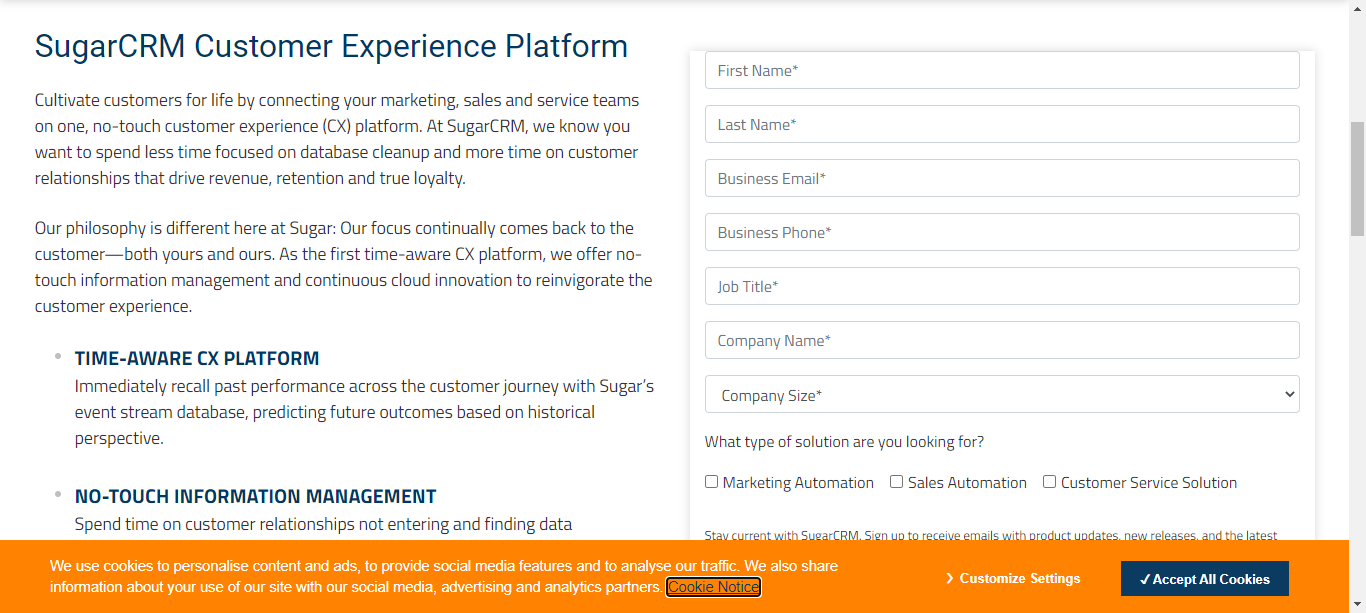 SugarCRM Customer Experience Platform
Cultivate customers for life by connecting your marketing, sales and service teams
on one, no-touch customer experience (CX) platform. At SugarCRM, we know you
want to spend less time focused on database cleanup and more time on customer
relationships that drive revenue, retention and true loyalty.
Our philosophy is different here at Sugar: Our focus continually comes back to the
customer—both yours and ours. As the first time-aware CX platform, we offer no-
touch information management and continuous cloud innovation to reinvigorate the
customer experience.
TIME-AWARE CX PLATFORM
Immediately recall past performance across the customer journey with Sugar's
event stream database, predicting future outcomes based on historical
perspective.
NO-TOUCH INFORMATION MANAGEMENT
Spend time on customer relationships not entering and finding data
First Name*
Last Name*
Business Email*
Business Phone*
Job Title*
Company Name*
Company Size*
What type of solution are you looking for?
Marketing Automation Sales Automation Customer Service Solution
Stay current with SugarCRM. Sign up to receive emails with product updates, new releases, and the latest
We use cookies to personalise content and ads, to provide social media features and to analyse our traffic. We also share
information about your use of our site with our social media, advertising and analytics partners. Cookie Notice
❯ Customize Settings
✓Accept All Cookies